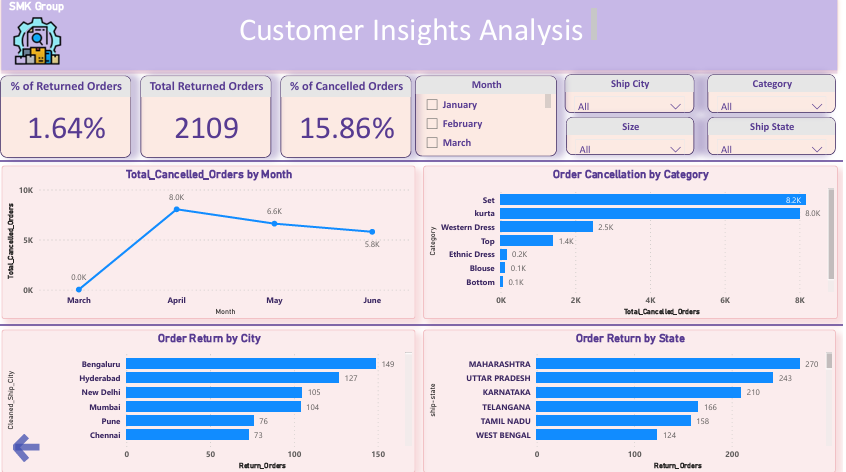 SMK Group
Customer Insights Analysis
% of Returned Orders
1.64%
Total Returned Orders
2109
% of Cancelled Orders
15.86%
Month
January
February
March
Ship City
All
Category
All
Size
All
Ship State
All
Total_Cancelled_Orders by Month
Total_Cancelled_Orders
10K
5K
0K
0.0K
8.0K
6.6K
5.8K
March
April
May
June
Month
Order Cancellation by Category
Category
Set 8.2K
kurta 8.0K
Western Dress 2.5K
Top 1.4K
Ethnic Dress 0.2K
Blouse 0.1K
Bottom 0.1K
0K 2K 4K 6K 8K
Total_Cancelled_Orders
Order Return by City
Cleaned_Ship_City
Bengaluru 149
Hyderabad 127
New Delhi 105
Mumbai 104
Pune 76
Chennai 73
0 50 100 150
Return_Orders
Order Return by State
ship-state
MAHARASHTRA 270
UTTAR PRADESH 243
KARNATAKA 210
TELANGANA 166
TAMIL NADU 158
WEST BENGAL 124
0 100 200
Return_Orders